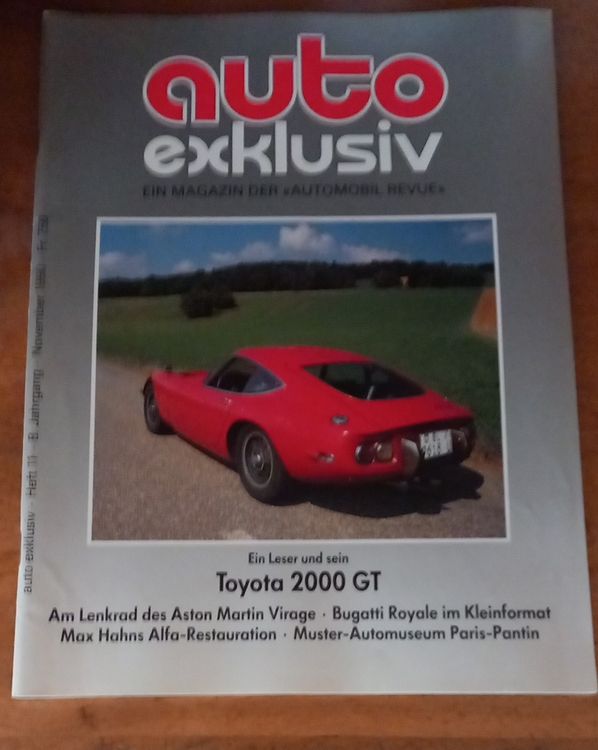 auto
exklusiv
EIN MAGAZIN DER «AUTOMOBIL REVUE»
auto exklusiv · Heft 11 · 8. Jahrgang · November
Ein Leser und sein
Toyota 2000 GT
Am Lenkrad des Aston Martin Virage · Bugatti Royale im Kleinformat
Max Hahns Alfa-Restauration · Muster-Automuseum Paris-Pantin